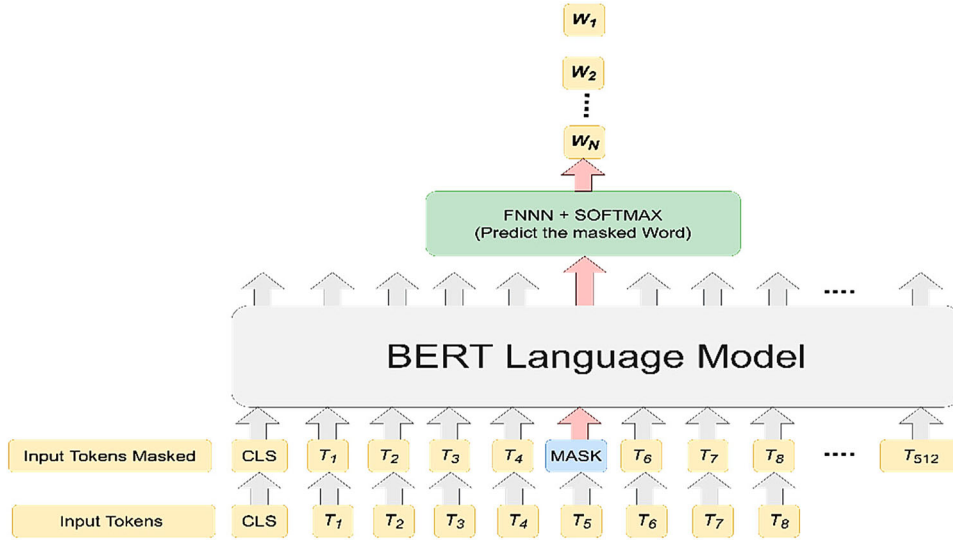 W1
W2
WN
FNNN + SOFTMAX
(Predict the masked Word)
....
BERT Language Model
Input Tokens Masked CLS T1 T2 T3 T4 MASK T6 T7 T8 .... T512
Input Tokens CLS T1 T2 T3 T4 T5 T6 T7 T8